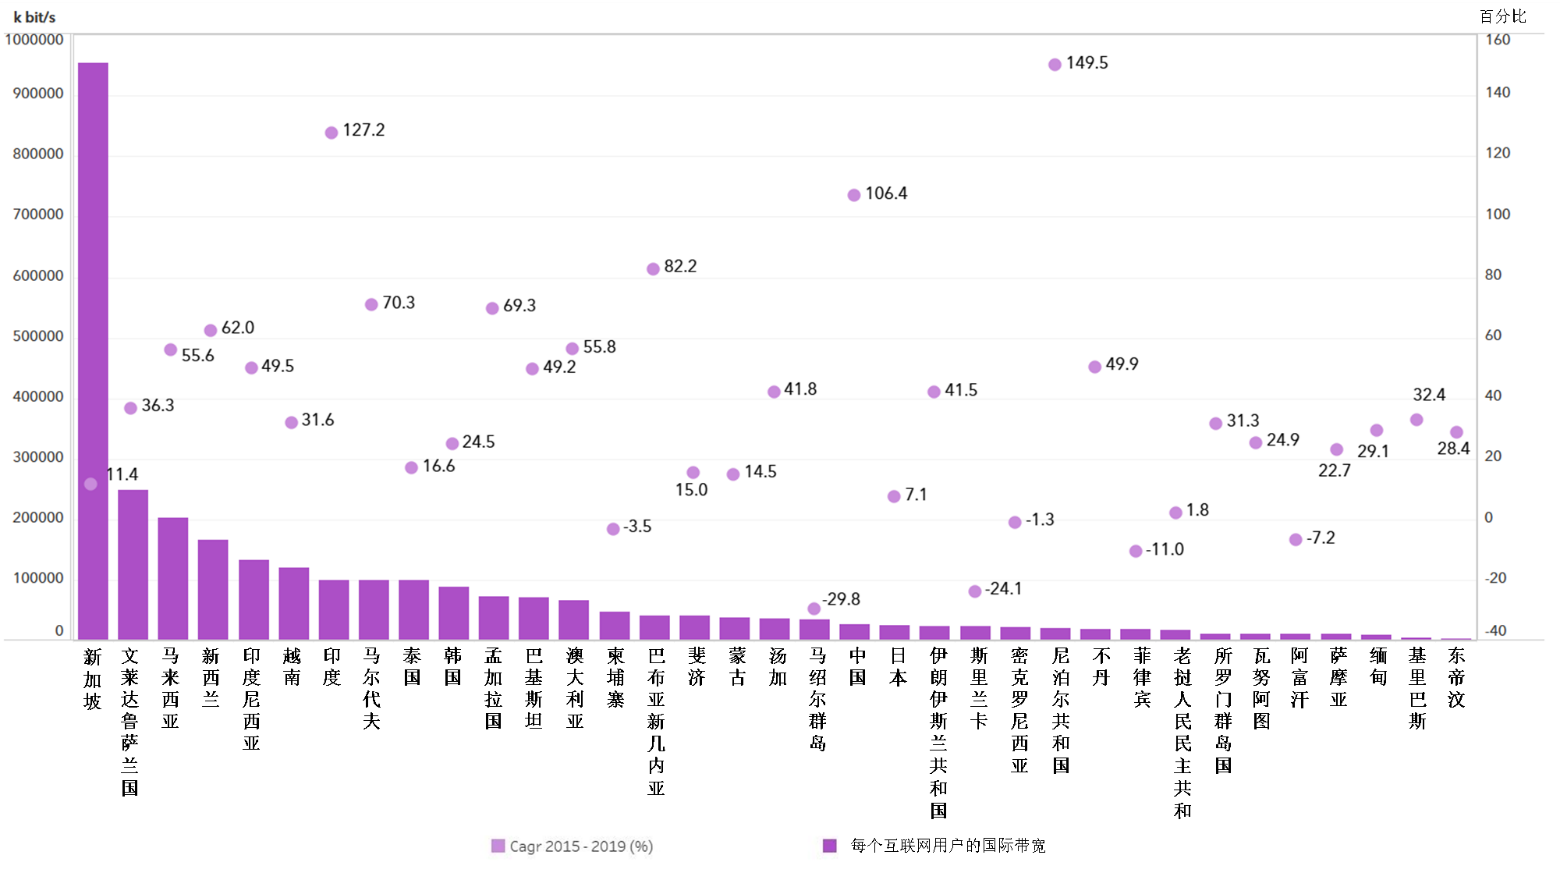 k bit/s
百分比
1000000
900000
800000
700000
600000
500000
400000
300000
200000
100000
0
160
140
120
100
80
60
40
20
0
-20
-40
11.4
36.3
55.6
62.0
49.5
31.6
127.2
70.3
16.6
24.5
69.3
49.2
55.8
-3.5
82.2
15.0
14.5
41.8
-29.8
106.4
7.1
41.5
-24.1
-1.3
149.5
49.9
-11.0
1.8
31.3
24.9
-7.2
22.7
29.1
32.4
28.4
新加坡
文莱达鲁萨兰国
马来西亚
新西兰
印度尼西亚
越南
印度
马尔代夫
泰国
韩国
孟加拉国
巴基斯坦
澳大利亚
柬埔寨
巴布亚新几内亚
斐济
蒙古
汤加
马绍尔群岛
中国
日本
伊朗伊斯兰共和国
斯里兰卡
密克罗尼西亚
尼泊尔共和国
不丹
菲律宾
老挝人民民主共和
所罗门群岛国
瓦努阿图
阿富汗
萨摩亚
缅甸
基里巴斯
东帝汶
Cagr 2015 - 2019 (%)
每个互联网用户的国际带宽